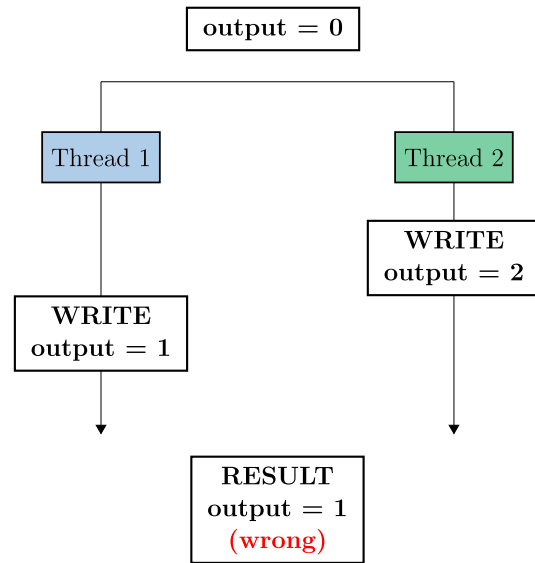 output = 0
Thread 1
Thread 2
WRITE
output = 2
WRITE
output = 1
RESULT
output = 1
(wrong)